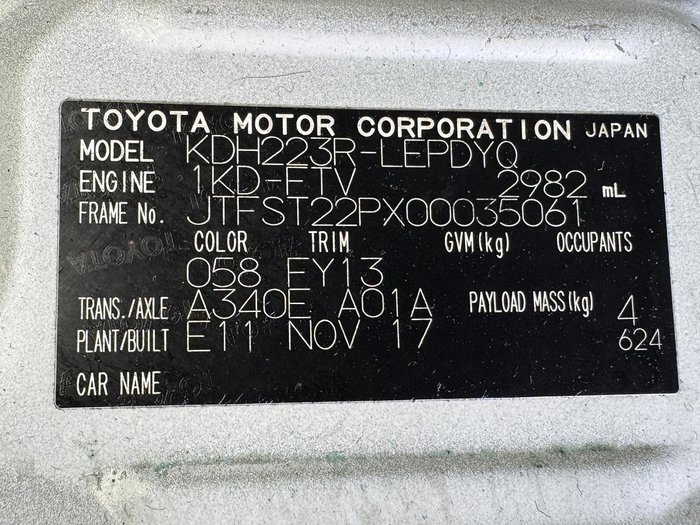 TOYOTA MOTOR CORPORATION JAPAN
MODEL KDH223R-LEPDYQ
ENGINE 1KD-FTV 2982 mL
FRAME No. JTFST22PX00035061
COLOR TRIM GVM(kg) OCCUPANTS
058 FY13
TRANS./AXLE A340E A01A PAYLOAD MASS(kg) 4
PLANT/BUILT E11 NOV 17 624
CAR NAME